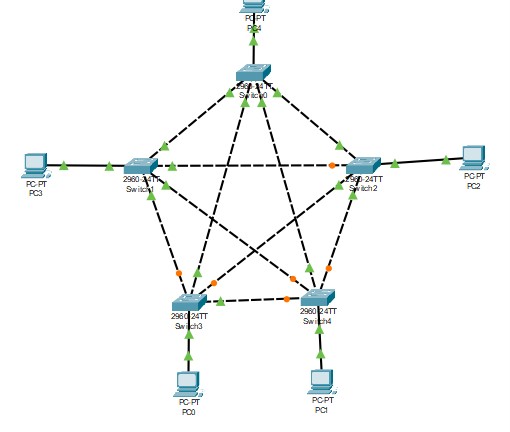 PC-PT
PC4
2960-24TT
Switch0
2960-24TT
Switch1
2960-24TT
Switch2
PC-PT
PC3
PC-PT
PC2
2960-24TT
Switch3
2960-24TT
Switch4
PC-PT
PC0
PC-PT
PC1